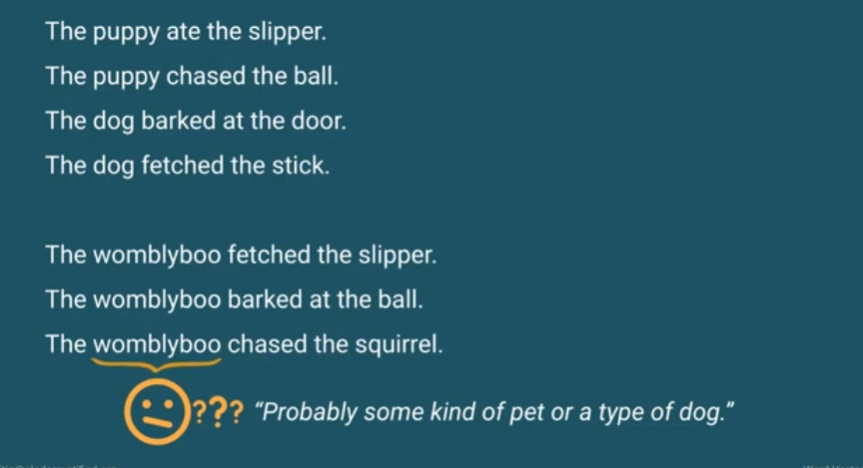 The puppy ate the slipper.
The puppy chased the ball.
The dog barked at the door.
The dog fetched the stick.
The womblyboo fetched the slipper.
The womblyboo barked at the ball.
The womblyboo chased the squirrel.
??? “Probably some kind of pet or a type of dog.”